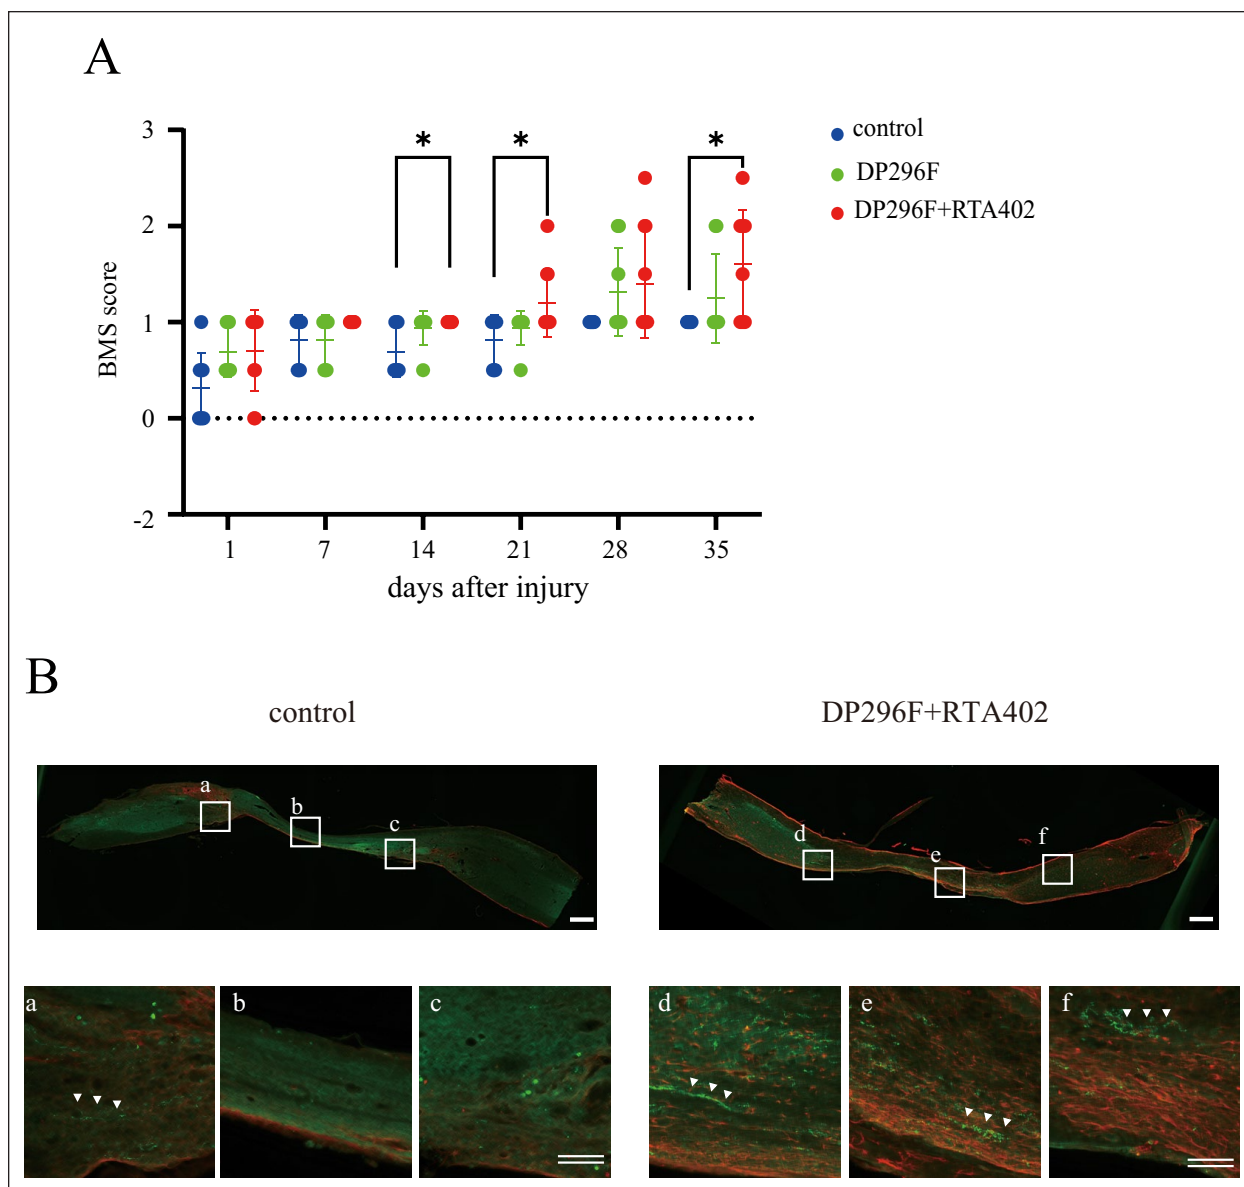 A
3
2
1
0
-2
BMS score
* * *
control
DP296F
DP296F+RTA402
1 7 14 21 28 35
days after injury
B
control
DP296F+RTA402
a
b
c
d
e
f
a b c d e f